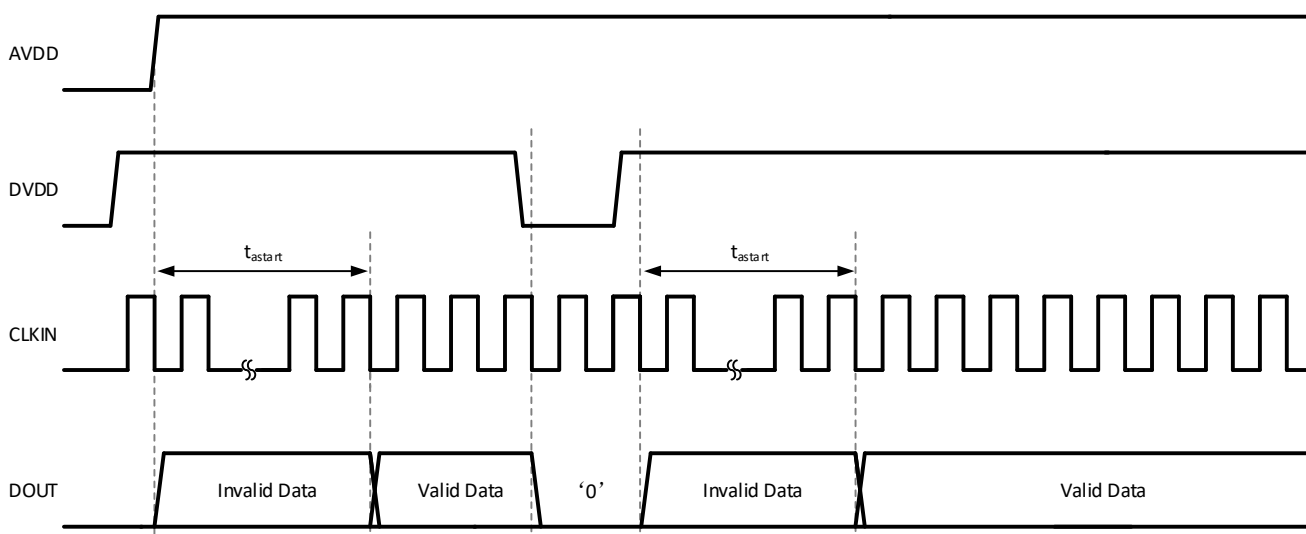 AVDD
DVDD
tastart tastart
CLKIN
DOUT Invalid Data Valid Data ‘0’ Invalid Data Valid Data